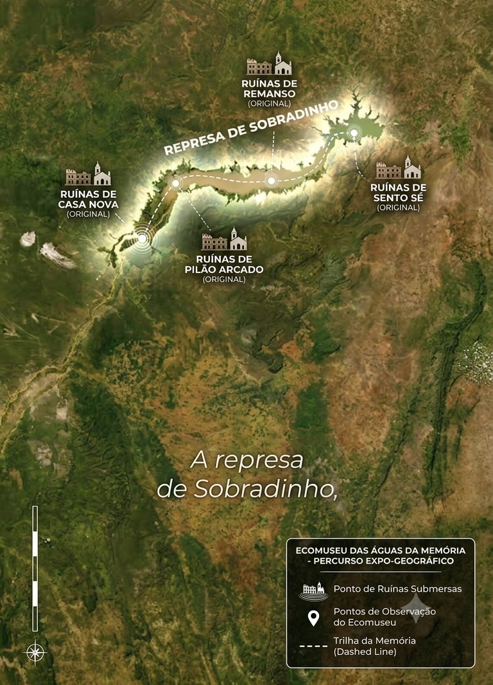 RUÍNAS DE
REMANSO
(ORIGINAL)
REPRESA DE SOBRADINHO
RUÍNAS DE
CASA NOVA
(ORIGINAL)
RUÍNAS DE
SENTO SÉ
(ORIGINAL)
RUÍNAS DE
PILÃO ARCADO
(ORIGINAL)
A represa
de Sobradinho,
ECOMUSEU DAS ÁGUAS DA MEMÓRIA
- PERCURSO EXPO-GEOGRÁFICO
Ponto de Ruínas Submersas
Pontos de Observação
do Ecomuseu
Trilha da Memória
(Dashed Line)